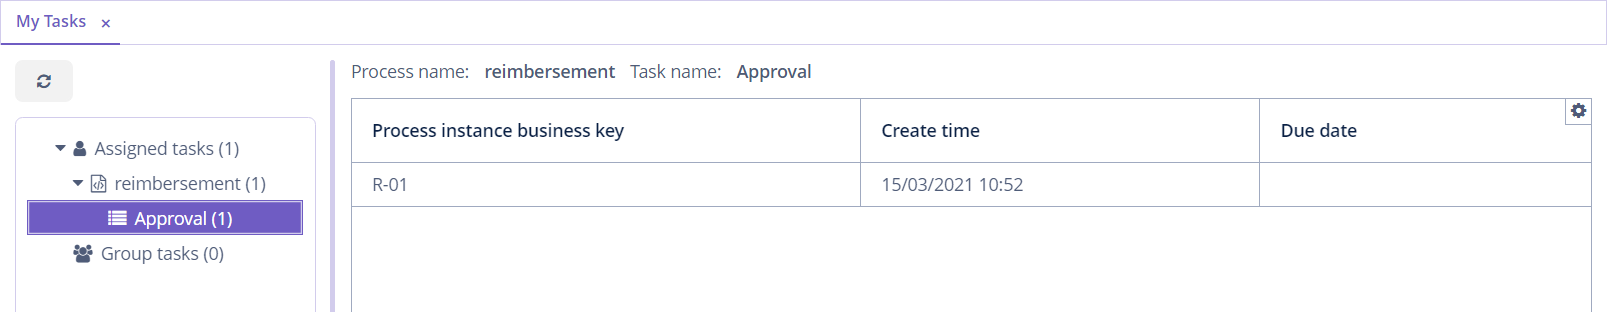 My Tasks ×
Process name: reimbersement Task name: Approval
Assigned tasks (1)
reimbersement (1)
Approval (1)
Group tasks (0)
Process instance business key Create time Due date
R-01 15/03/2021 10:52